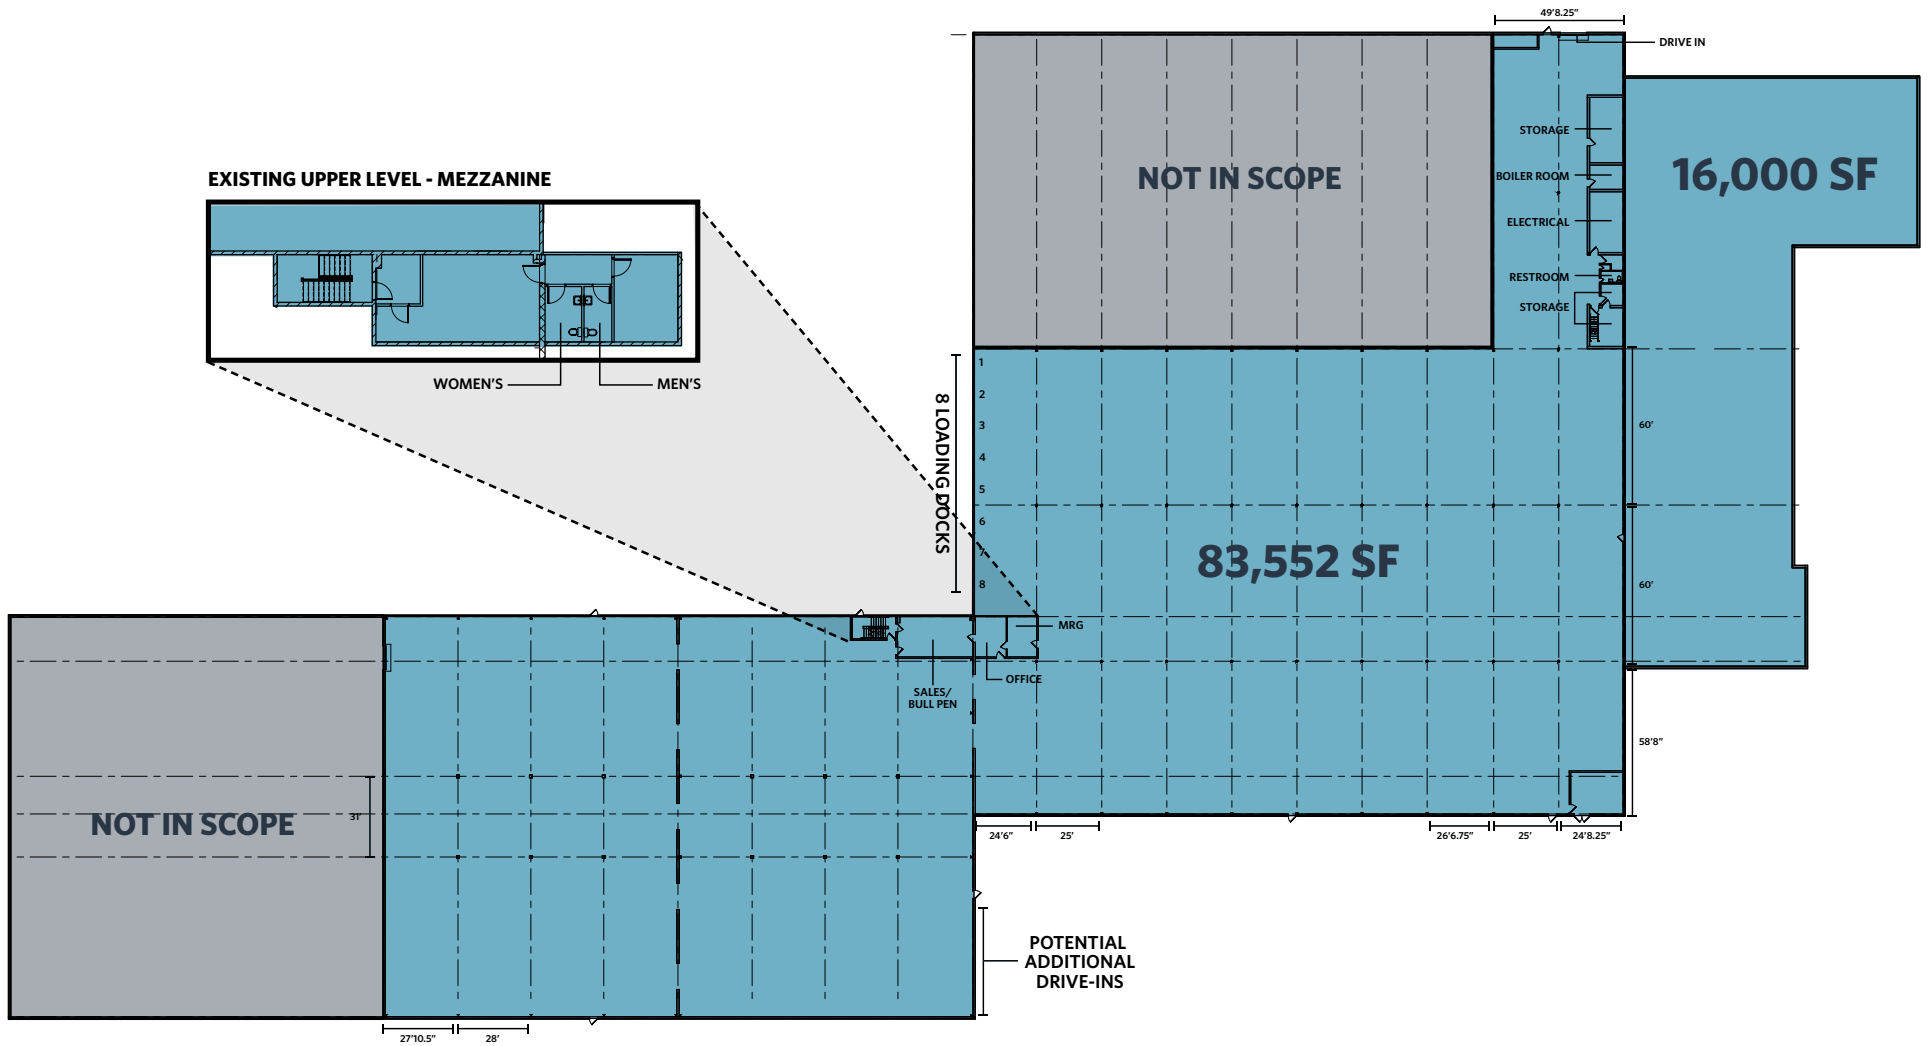 49'8.25"
DRIVE IN
STORAGE
NOT IN SCOPE
BOILER ROOM
16,000 SF
EXISTING UPPER LEVEL - MEZZANINE
ELECTRICAL
RESTROOM
STORAGE
WOMEN'S
MEN'S
8 LOADING DOCKS
1
2
3
4
5
6
7
8
60'
83,552 SF
60'
MRG
OFFICE
SALES/
BULL PEN
58'8"
NOT IN SCOPE
31'
24'6"
25'
26'6.75"
25'
24'8.25"
POTENTIAL
ADDITIONAL
DRIVE-INS
27'10.5"
28'